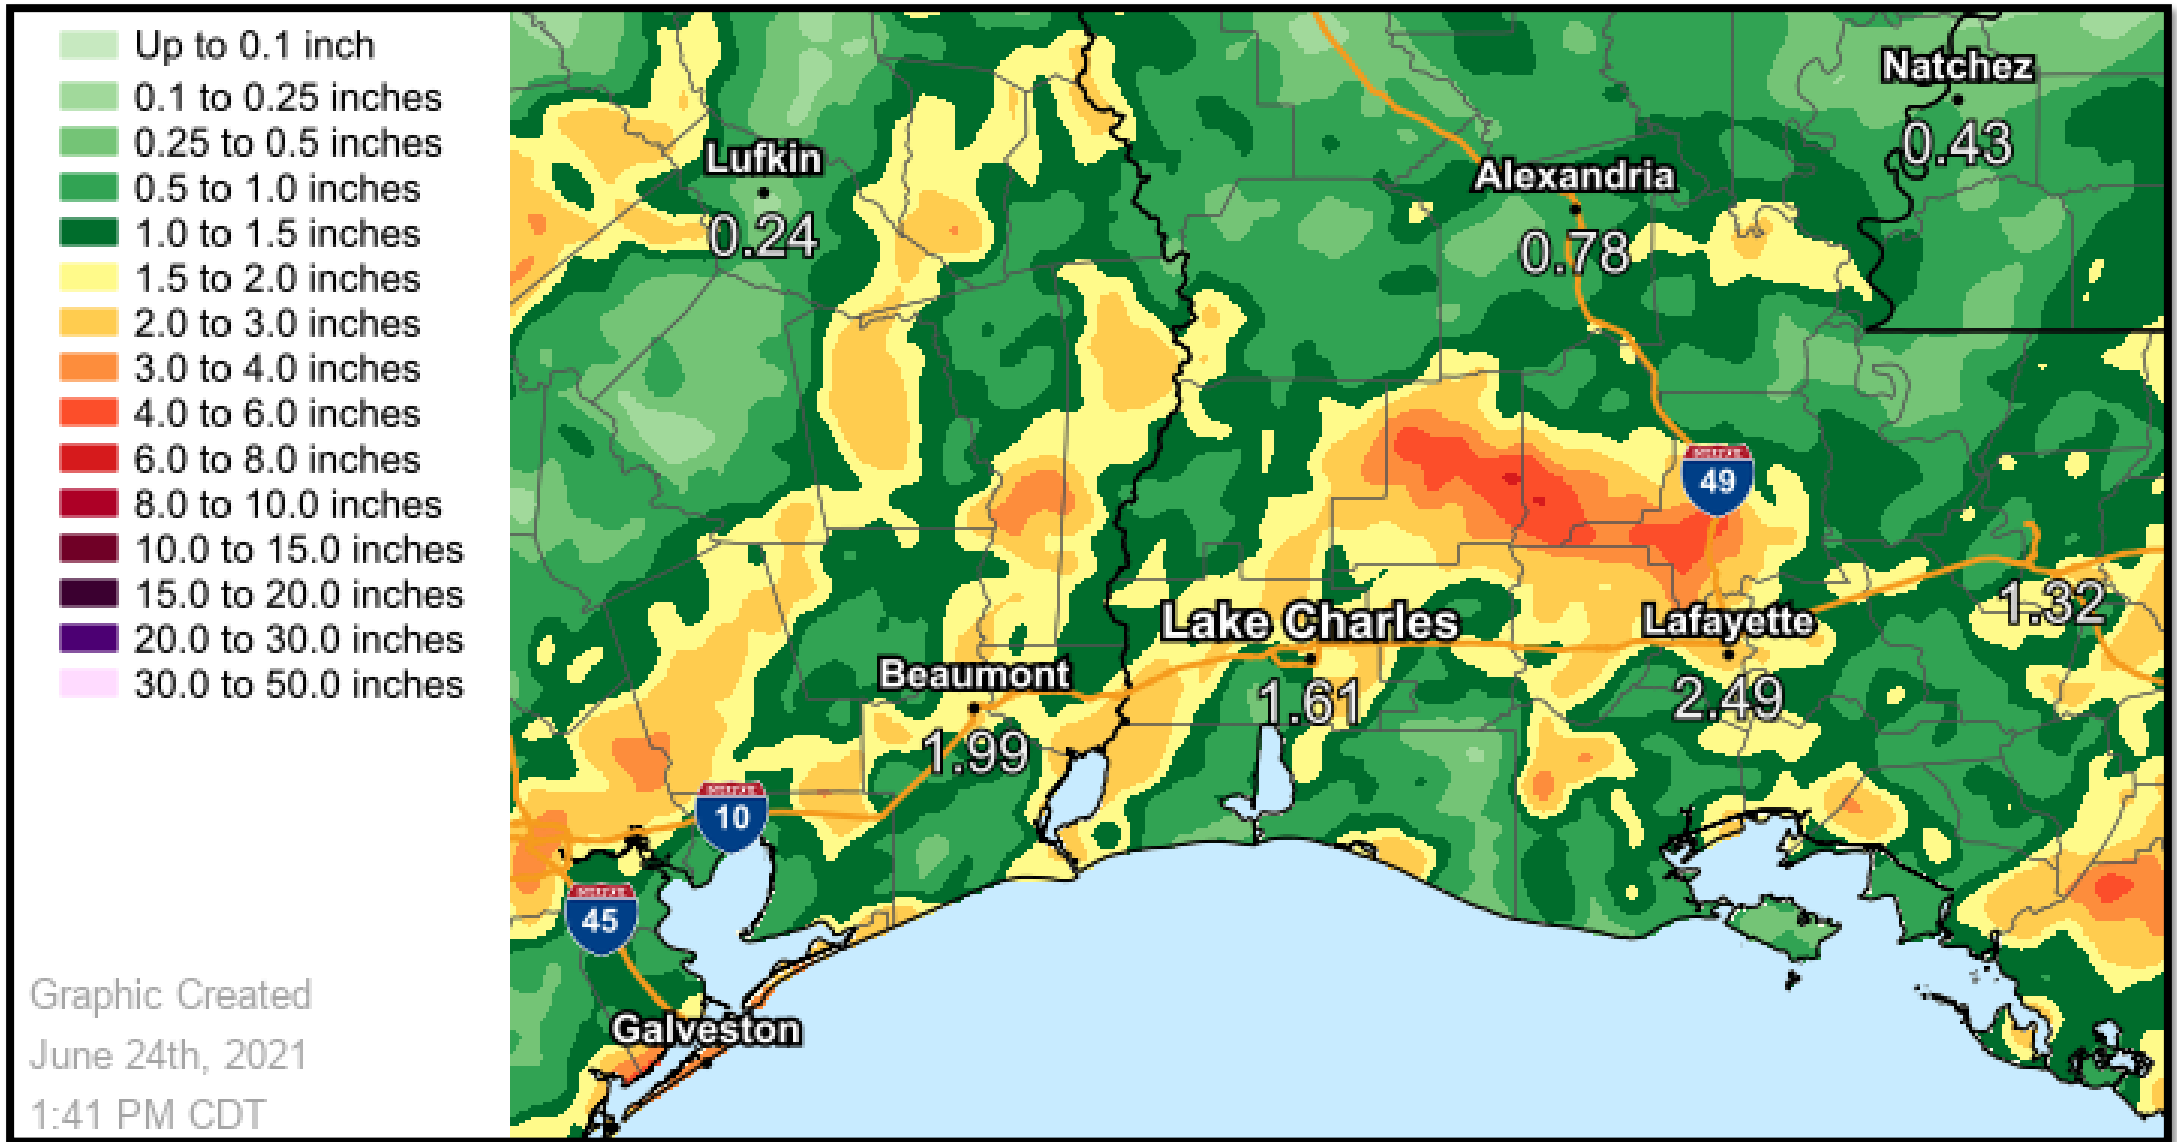 Up to 0.1 inch
0.1 to 0.25 inches
0.25 to 0.5 inches
0.5 to 1.0 inches
1.0 to 1.5 inches
1.5 to 2.0 inches
2.0 to 3.0 inches
3.0 to 4.0 inches
4.0 to 6.0 inches
6.0 to 8.0 inches
8.0 to 10.0 inches
10.0 to 15.0 inches
15.0 to 20.0 inches
20.0 to 30.0 inches
30.0 to 50.0 inches
Graphic Created
June 24th, 2021
1:41 PM CDT
Natchez
0.43
Lufkin
0.24
Alexandria
0.78
49
Lake Charles
1.61
Lafayette
2.49
1.32
Beaumont
1.99
10
45
Galveston